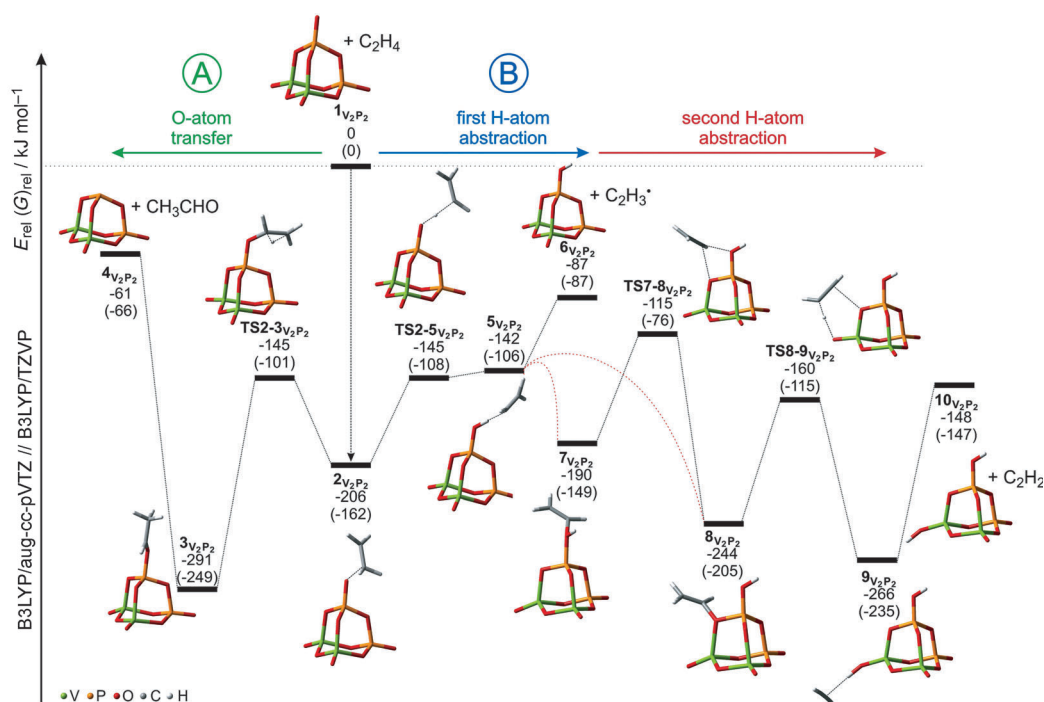 + C₂H₄
A
B
1V₂P₂
0
(0)
O-atom
transfer
first H-atom
abstraction
second H-atom
abstraction
Erel (G)rel / kJ mol⁻¹
B3LYP/aug-cc-pVTZ // B3LYP/TZVP
+ CH₃CHO
4V₂P₂
-61
(-66)
3V₂P₂
-291
(-249)
TS2-3V₂P₂
-145
(-101)
2V₂P₂
-206
(-162)
TS2-5V₂P₂
-145
(-108)
5V₂P₂
-142
(-106)
+ C₂H₃•
6V₂P₂
-87
(-87)
7V₂P₂
-190
(-149)
TS7-8V₂P₂
-115
(-76)
8V₂P₂
-244
(-205)
TS8-9V₂P₂
-160
(-115)
9V₂P₂
-266
(-235)
10V₂P₂
-148
(-147)
+ C₂H₂
V P O C H